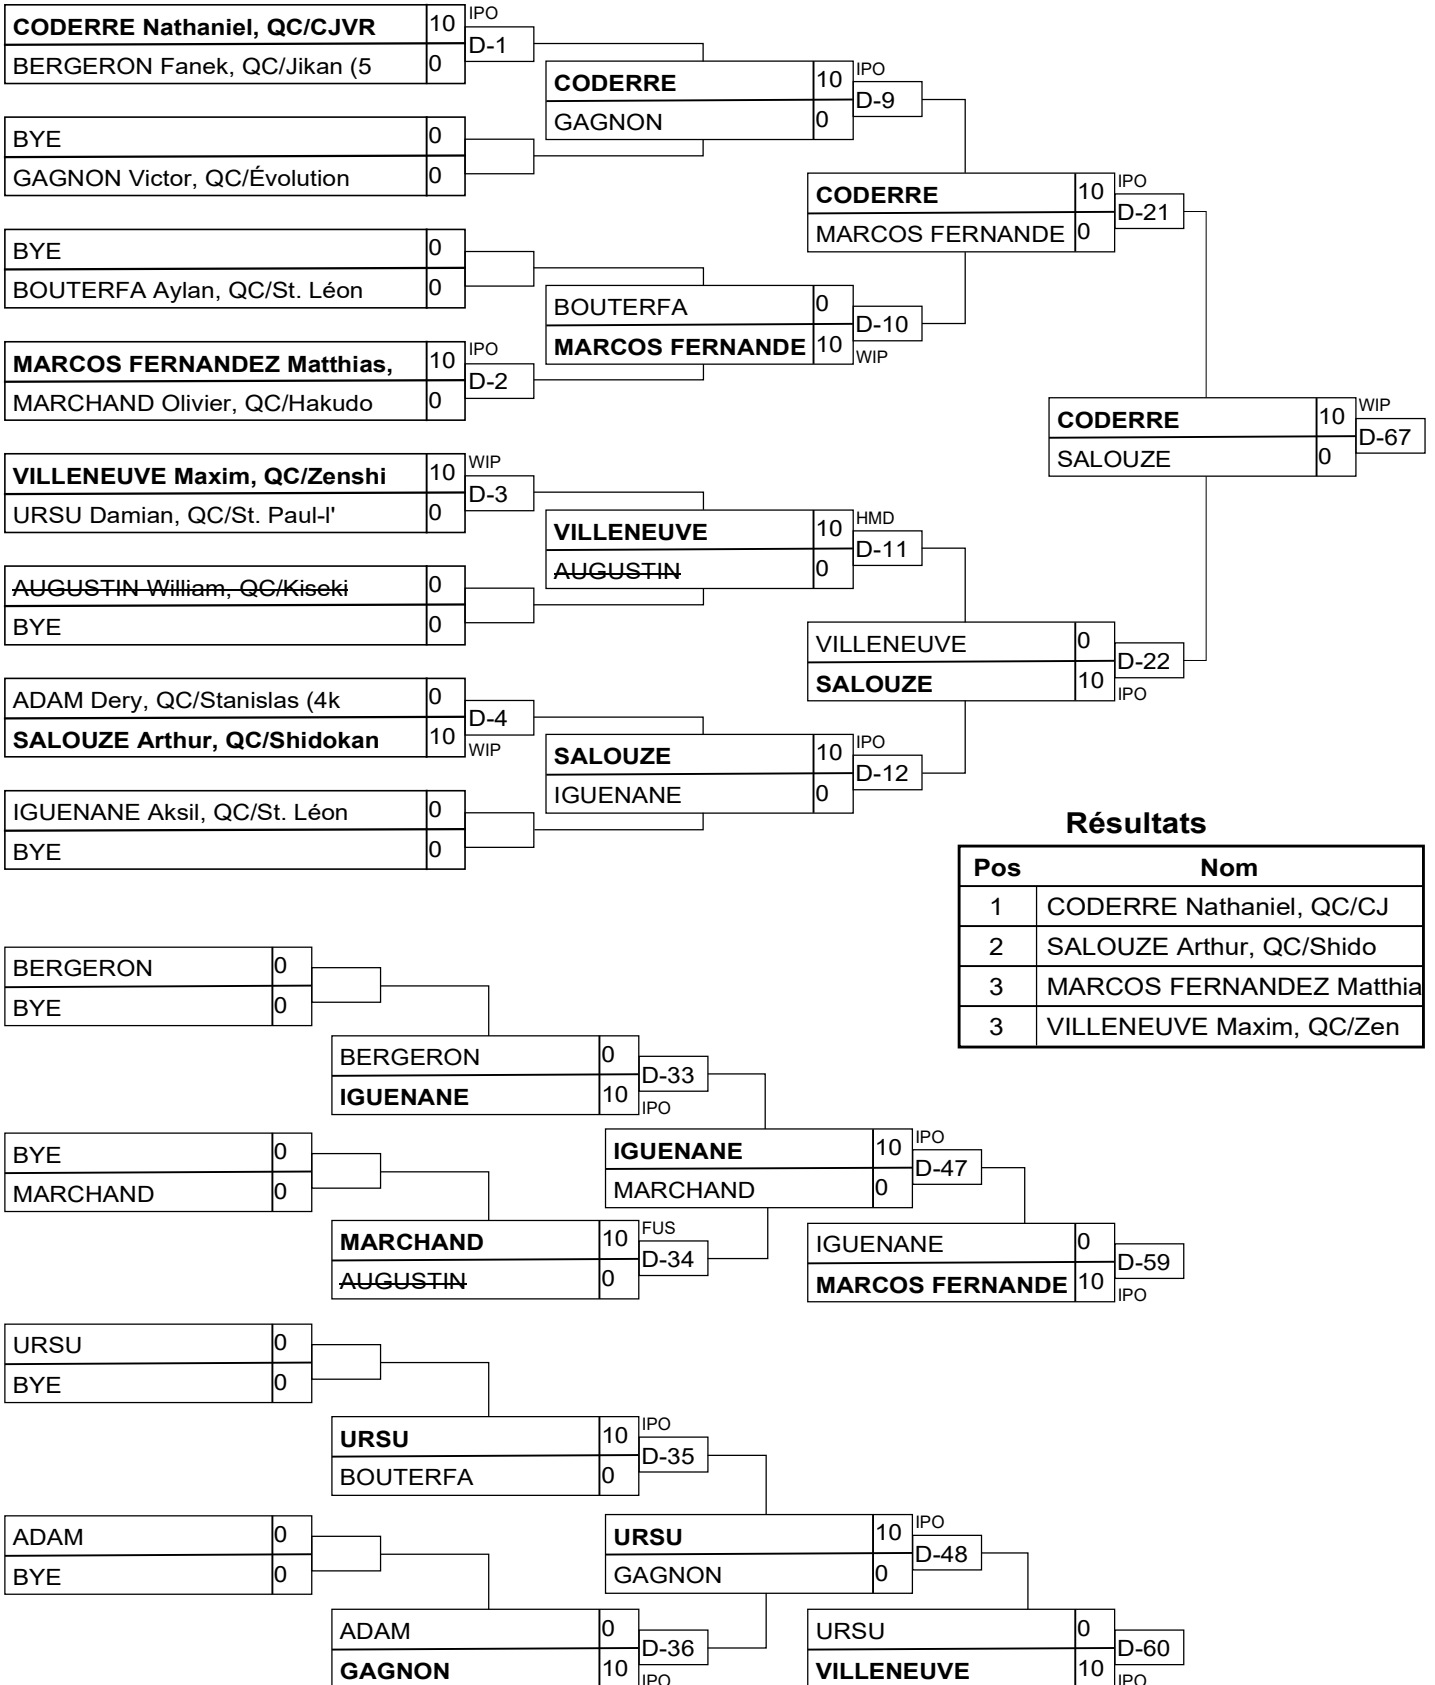 CODERRE Nathaniel, QC/CJVR 10 IPO
D-1
BERGERON Fanek, QC/Jikan (5 0
CODERRE 10 IPO
D-9
GAGNON 0
BYE 0
GAGNON Victor, QC/Évolution 0
CODERRE 10 IPO
D-21
MARCOS FERNANDE 0
BYE 0
BOUTERFA Aylan, QC/St. Léon 0
BOUTERFA 0
D-10
MARCOS FERNANDE 10 WIP
MARCOS FERNANDEZ Matthias, 10 IPO
D-2
MARCHAND Olivier, QC/Hakudo 0
CODERRE 10 WIP
D-67
SALOUZE 0
VILLENEUVE Maxim, QC/Zenshi 10 WIP
D-3
URSU Damian, QC/St. Paul-l' 0
VILLENEUVE 10 HMD
D-11
AUGUSTIN 0
AUGUSTIN William, QC/Kiseki 0
BYE 0
VILLENEUVE 0
D-22
SALOUZE 10 IPO
ADAM Dery, QC/Stanislas (4k 0
D-4
SALOUZE Arthur, QC/Shidokan 10 WIP
SALOUZE 10 IPO
D-12
IGUENANE 0
IGUENANE Aksil, QC/St. Léon 0
BYE 0
Résultats
Pos Nom
1 CODERRE Nathaniel, QC/CJ
2 SALOUZE Arthur, QC/Shido
3 MARCOS FERNANDEZ Matthia
3 VILLENEUVE Maxim, QC/Zen
BERGERON 0
BYE 0
BERGERON 0
D-33
IGUENANE 10 IPO
BYE 0
MARCHAND 0
IGUENANE 10 IPO
D-47
MARCHAND 0
MARCHAND 10 FUS
D-34
AUGUSTIN 0
IGUENANE 0
D-59
MARCOS FERNANDE 10 IPO
URSU 0
BYE 0
URSU 10 IPO
D-35
BOUTERFA 0
ADAM 0
BYE 0
URSU 10 IPO
D-48
GAGNON 0
ADAM 0
D-36
GAGNON 10 IPO
URSU 0
D-60
VILLENEUVE 10 IPO